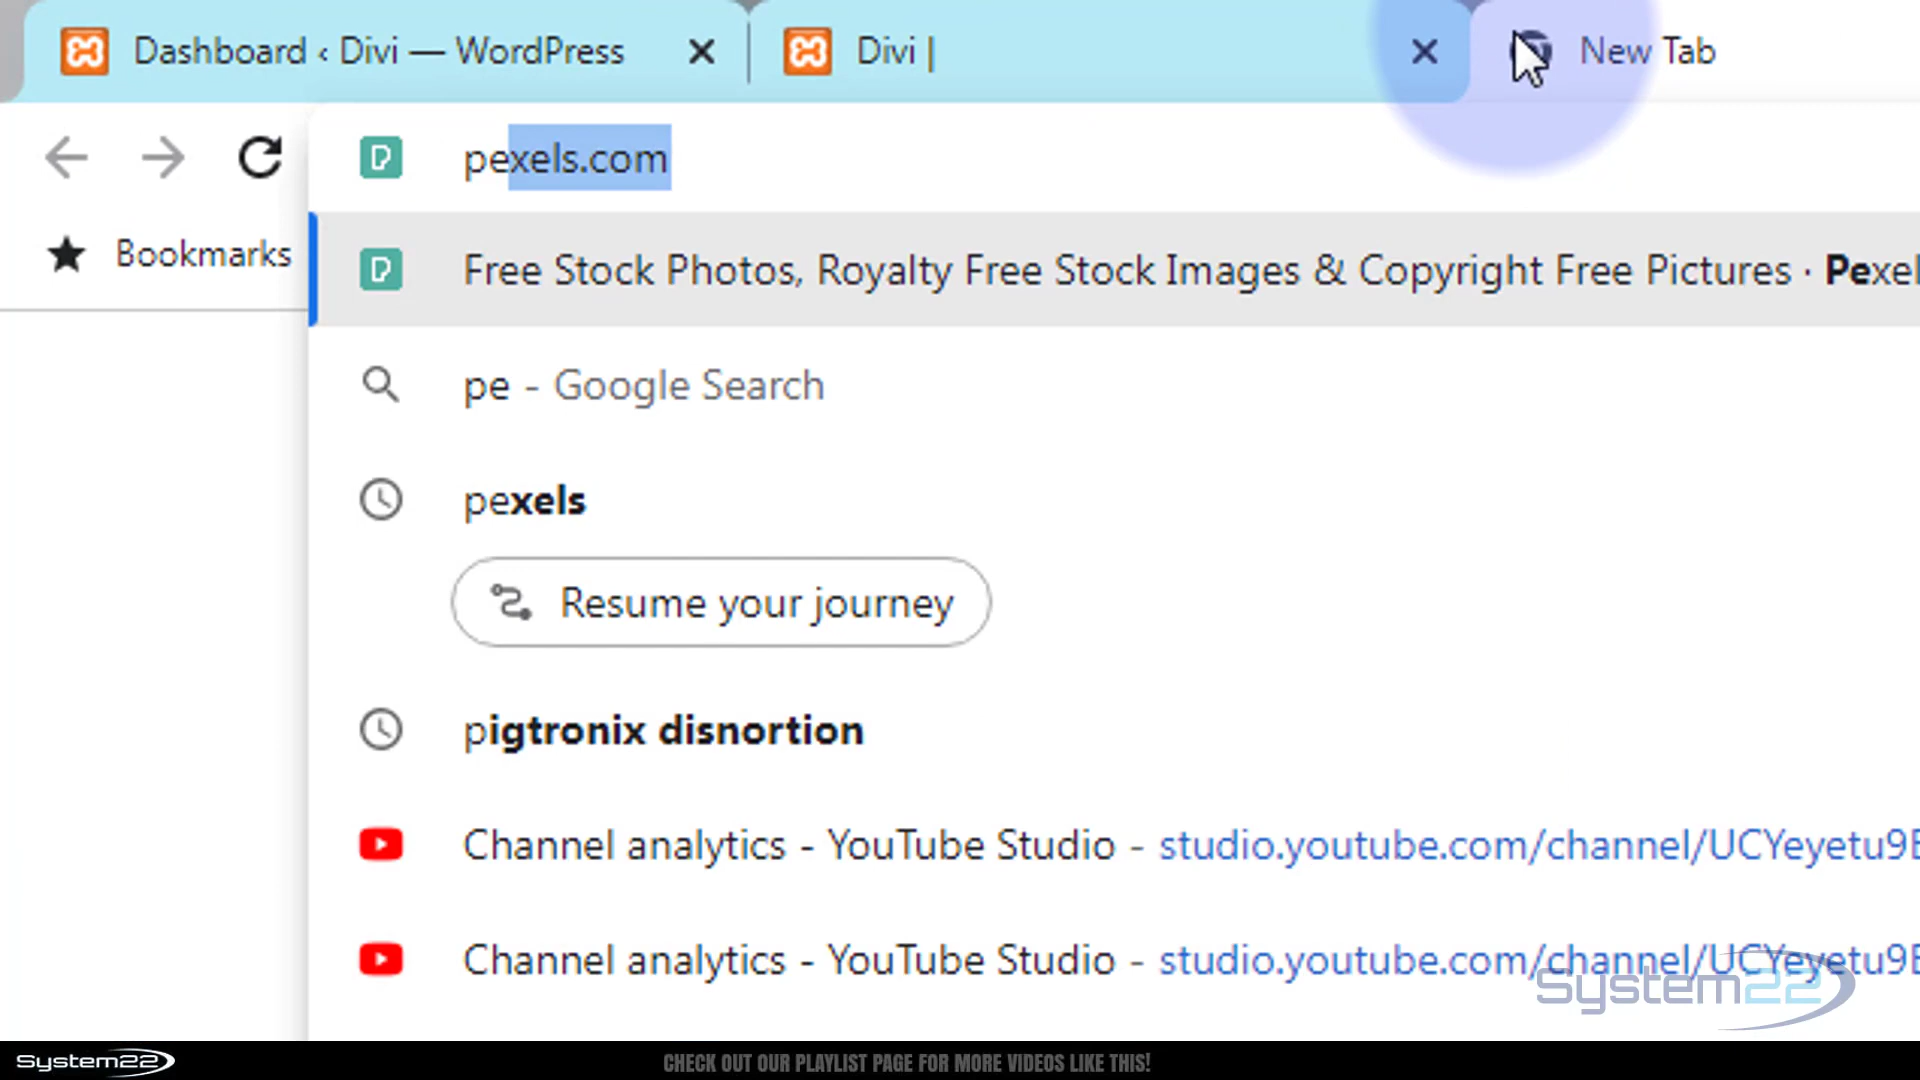 Dashboard ‹ Divi — WordPress
Divi |
New Tab
pexels.com
Bookmarks
Free Stock Photos, Royalty Free Stock Images & Copyright Free Pictures · Pexel
pe - Google Search
pexels
Resume your journey
pigtronix disnortion
Channel analytics - YouTube Studio - studio.youtube.com/channel/UCYeyetu9
Channel analytics - YouTube Studio - studio.youtube.com/channel/UCYeyetu9
System22
System22
CHECK OUT OUR PLAYLIST PAGE FOR MORE VIDEOS LIKE THIS!